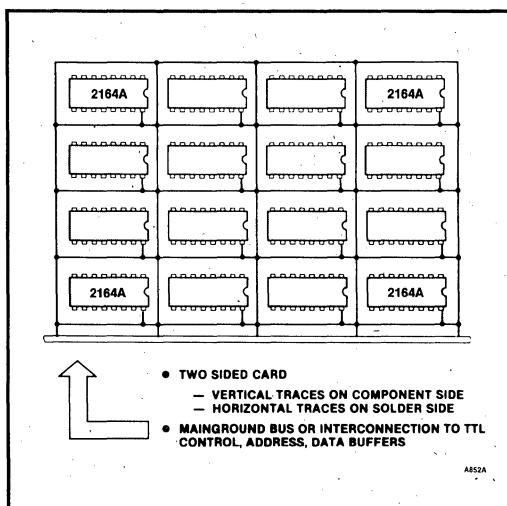 2164A 2164A
2164A 2164A
● TWO SIDED CARD
— VERTICAL TRACES ON COMPONENT SIDE
— HORIZONTAL TRACES ON SOLDER SIDE
● MAINGROUND BUS OR INTERCONNECTION TO TTL
CONTROL, ADDRESS, DATA BUFFERS
A852A